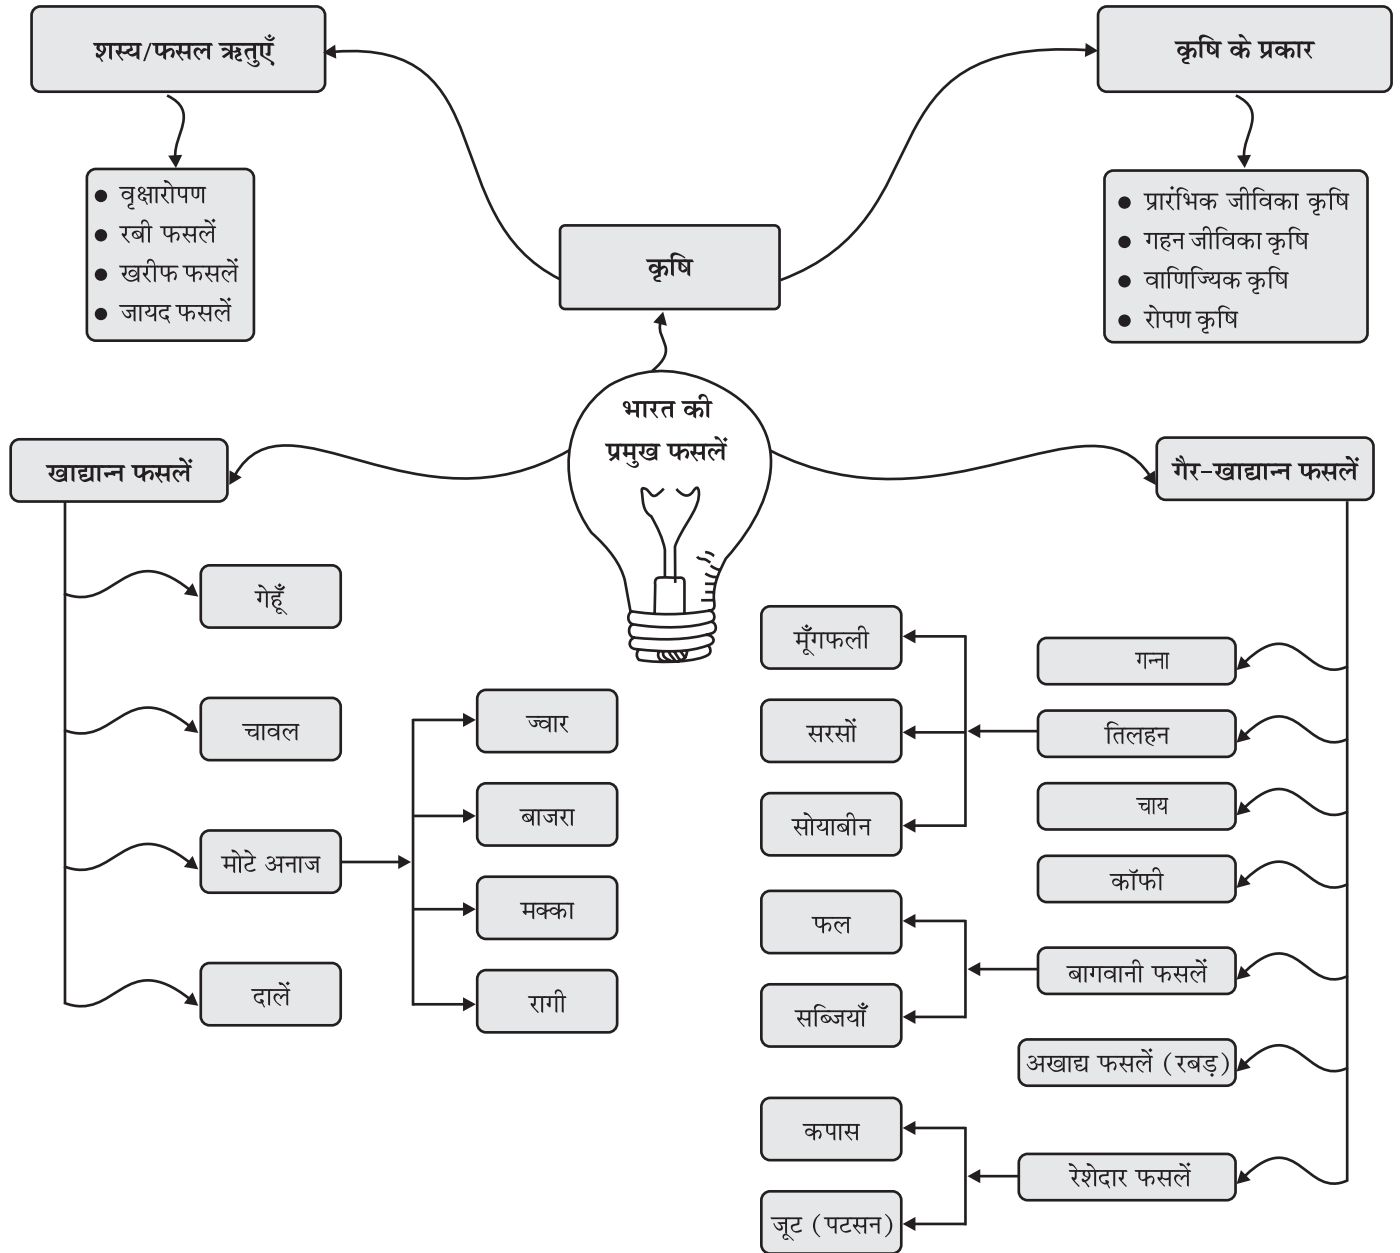 शस्य/फसल ऋतुएँ
वृक्षारोपण
रबी फसलें
खरीफ फसलें
जायद फसलें
कृषि
कृषि के प्रकार
प्रारंभिक जीविका कृषि
गहन जीविका कृषि
वाणिज्यिक कृषि
रोपण कृषि
भारत की
प्रमुख फसलें
खाद्यान्न फसलें
गेहूँ
चावल
मोटे अनाज
दालें
ज्वार
बाजरा
मक्का
रागी
गैर-खाद्यान्न फसलें
गन्ना
तिलहन
चाय
कॉफी
बागवानी फसलें
अखाद्य फसलें (रबड़)
रेशेदार फसलें
मूँगफली
सरसों
सोयाबीन
फल
सब्जियाँ
कपास
जूट (पटसन)